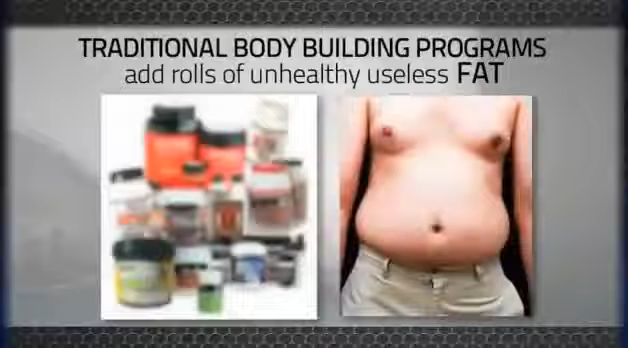 TRADITIONAL BODY BUILDING PROGRAMS
add rolls of unhealthy useless FAT